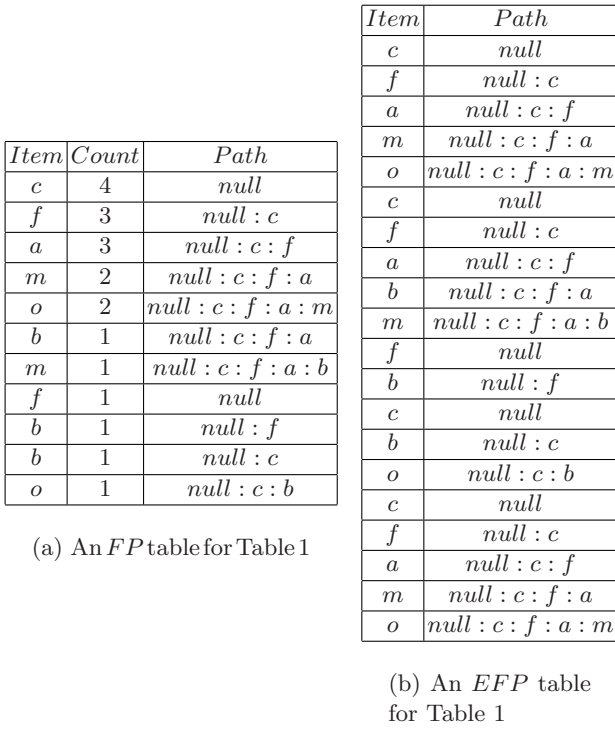 Item Count Path
c 4 null
f 3 null : c
a 3 null : c : f
m 2 null : c : f : a
o 2 null : c : f : a : m
b 1 null : c : f : a
m 1 null : c : f : a : b
f 1 null
b 1 null : f
b 1 null : c
o 1 null : c : b
(a) An FP table for Table 1
Item Path
c null
f null : c
a null : c : f
m null : c : f : a
o null : c : f : a : m
c null
f null : c
a null : c : f
b null : c : f : a
m null : c : f : a : b
f null
b null : f
c null
b null : c
o null : c : b
c null
f null : c
a null : c : f
m null : c : f : a
o null : c : f : a : m
(b) An EFP table
for Table 1